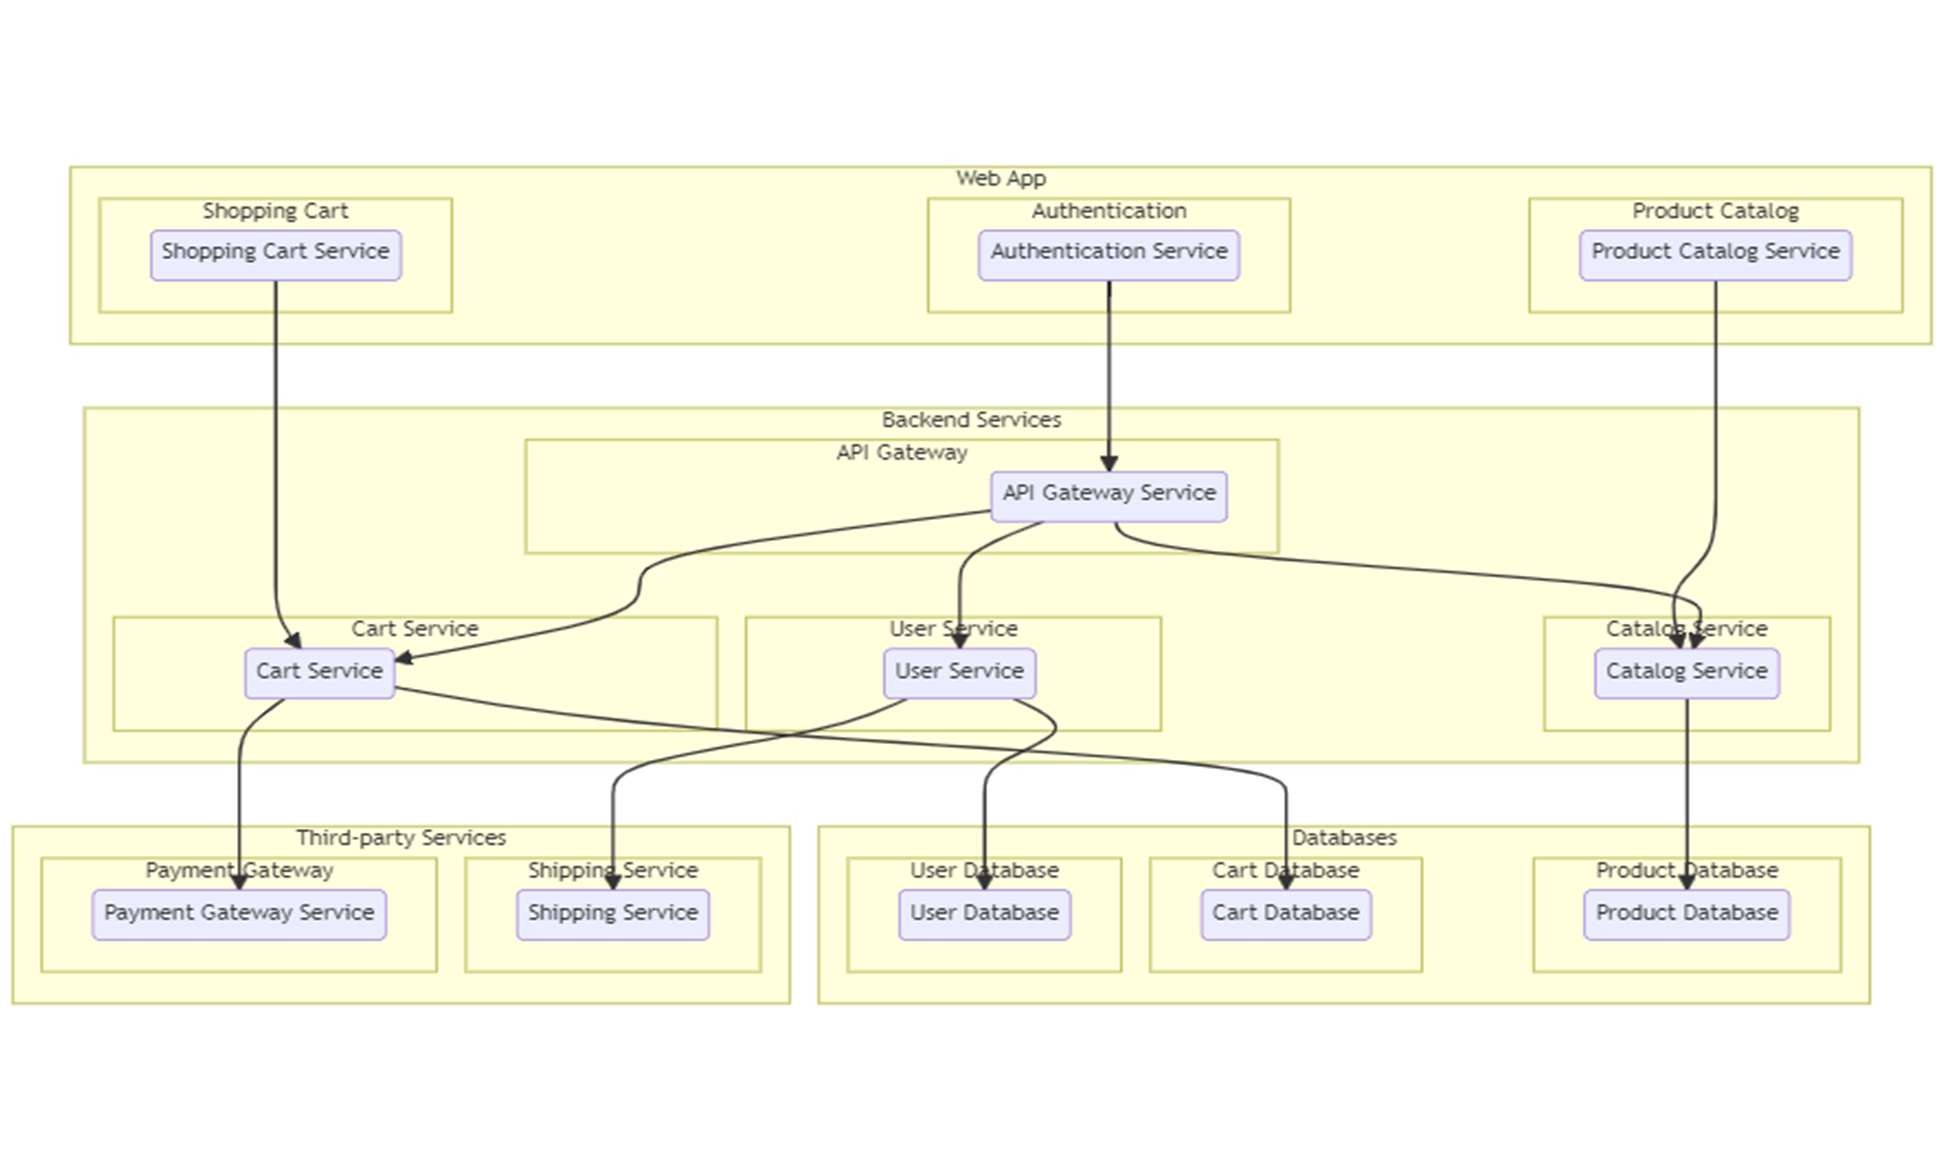 Web App
Shopping Cart
Authentication
Product Catalog
Shopping Cart Service
Authentication Service
Product Catalog Service
Backend Services
API Gateway
API Gateway Service
Cart Service
User Service
Catalog Service
Cart Service
User Service
Catalog Service
Third-party Services
Databases
Payment Gateway
Shipping Service
User Database
Cart Database
Product Database
Payment Gateway Service
Shipping Service
User Database
Cart Database
Product Database